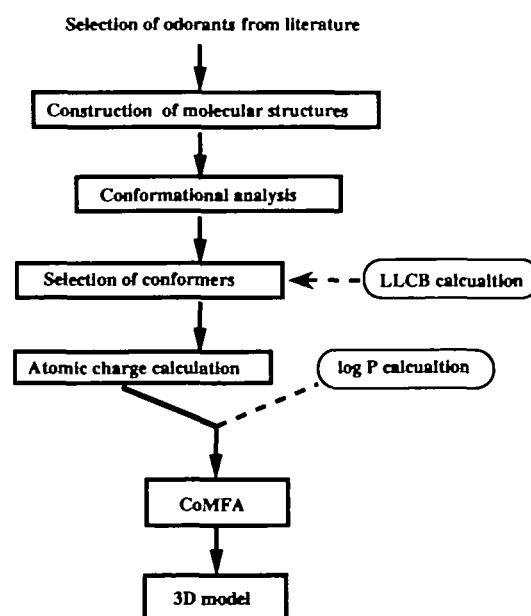 Selection of odorants from literature
Construction of molecular structures
Conformational analysis
Selection of conformers
LLCB calcualtion
Atomic charge calculation
log P calcualtion
CoMFA
3D model